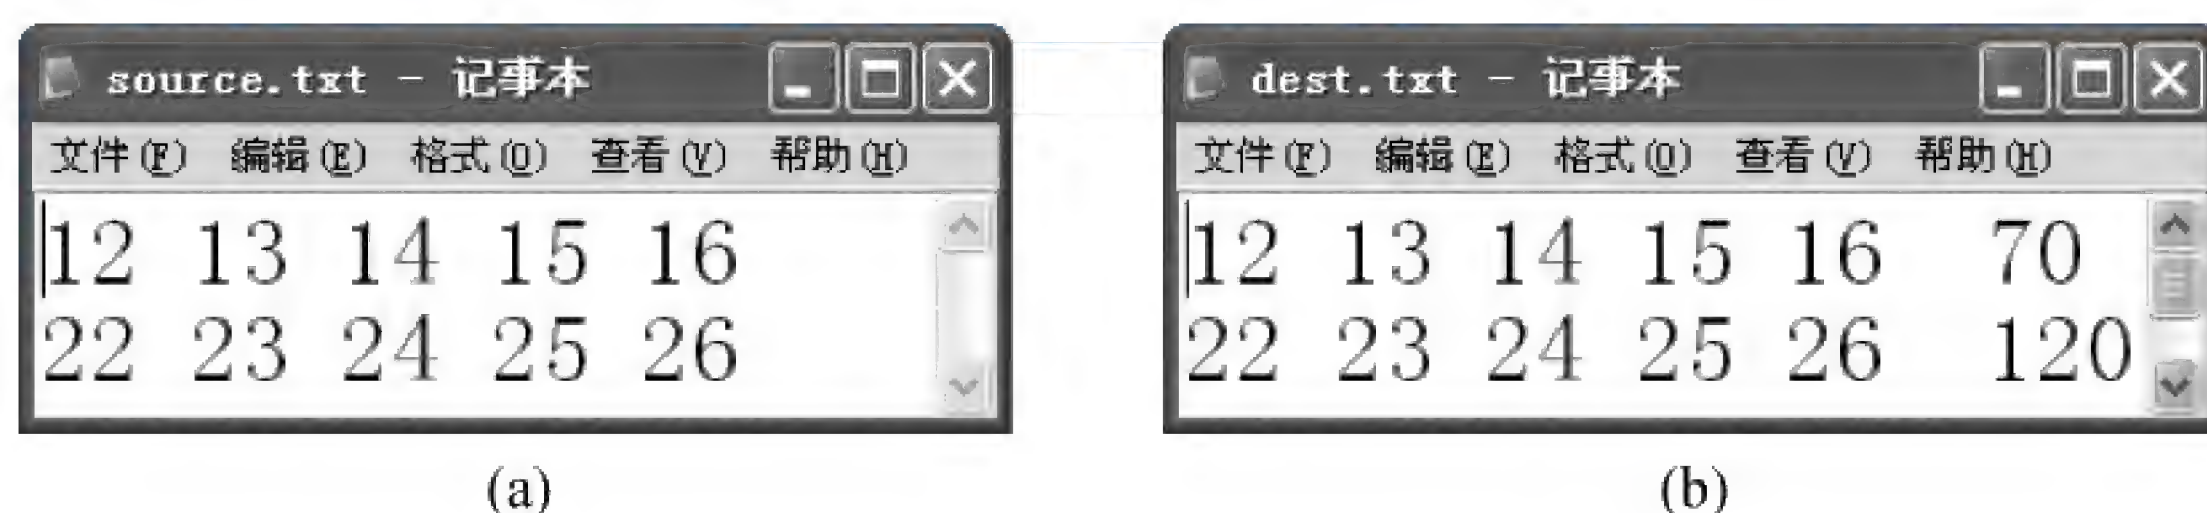 source.txt - 记事本
文件(F) 编辑(E) 格式(O) 查看(V) 帮助(H)
12 13 14 15 16
22 23 24 25 26
(a)
dest.txt - 记事本
文件(F) 编辑(E) 格式(O) 查看(V) 帮助(H)
12 13 14 15 16 70
22 23 24 25 26 120
(b)